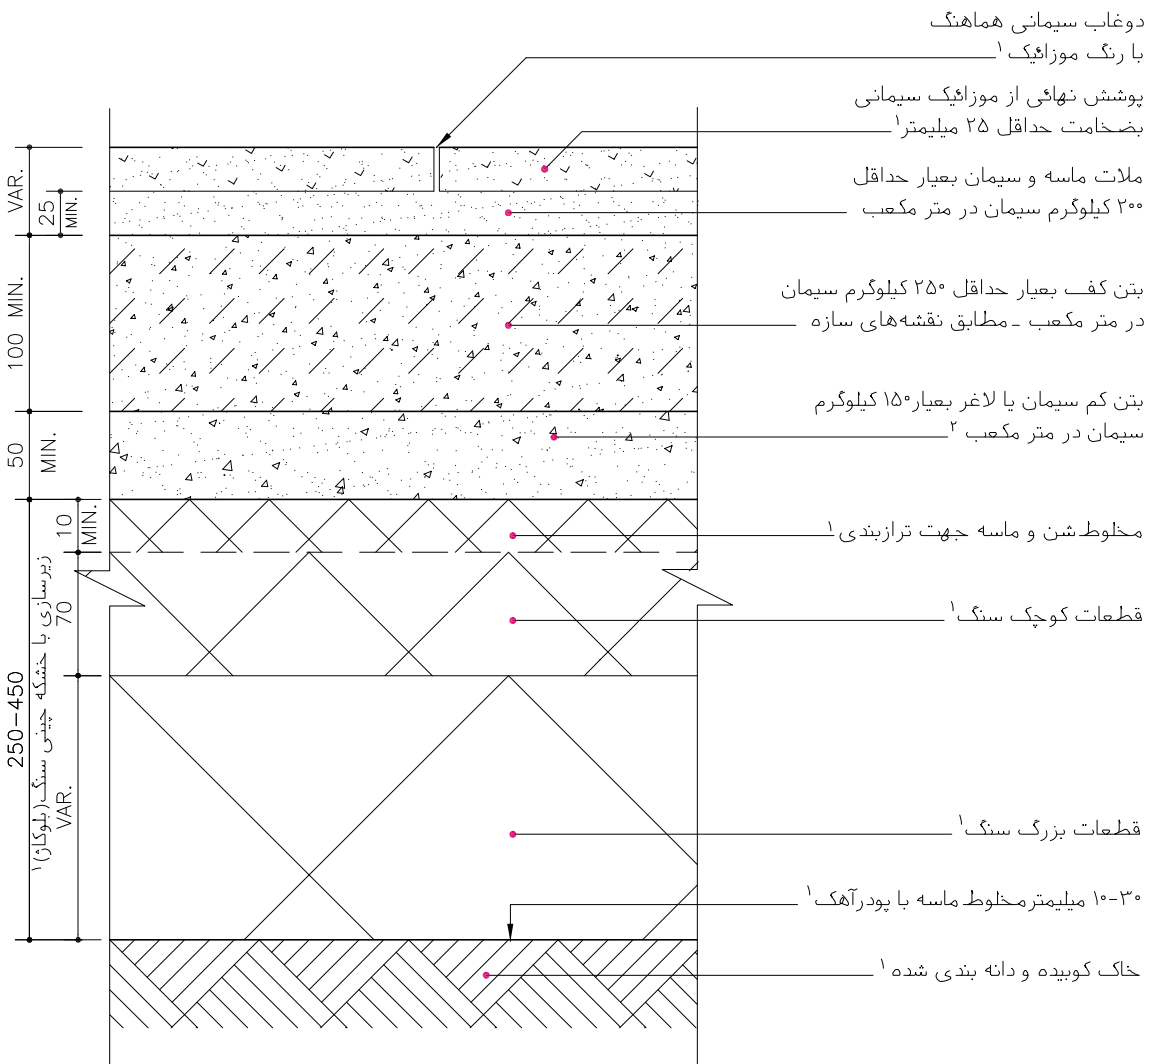 دوغاب سیمانی هماهنگ
با رنگ موزائیک ۱
پوشش نهائی از موزائیک سیمانی
بضخامت حداقل ۲۵ میلیمتر۱
ملات ماسه و سیمان بعیار حداقل
۲۰۰ کیلوگرم سیمان در متر مکعب
بتن کف بعیار حداقل ۲۵۰ کیلوگرم سیمان
در متر مکعب - مطابق نقشه‌های سازه
بتن کم سیمان یا لاغر بعیار۱۵۰ کیلوگرم
سیمان در متر مکعب ۲
مخلوط شن و ماسه جهت ترازبندی ۱
قطعات کوچک سنگ۱
قطعات بزرگ سنگ۱
۱۰-۳۰ میلیمترمخلوط ماسه با پودرآهک۱
خاک کوبیده و دانه بندی شده ۱
VAR.
25
MIN.
100 MIN.
50
MIN.
10
MIN.
70
VAR.
250-450
زیرسازی با خشکه چینی سنگ(بلوکاژ)۱